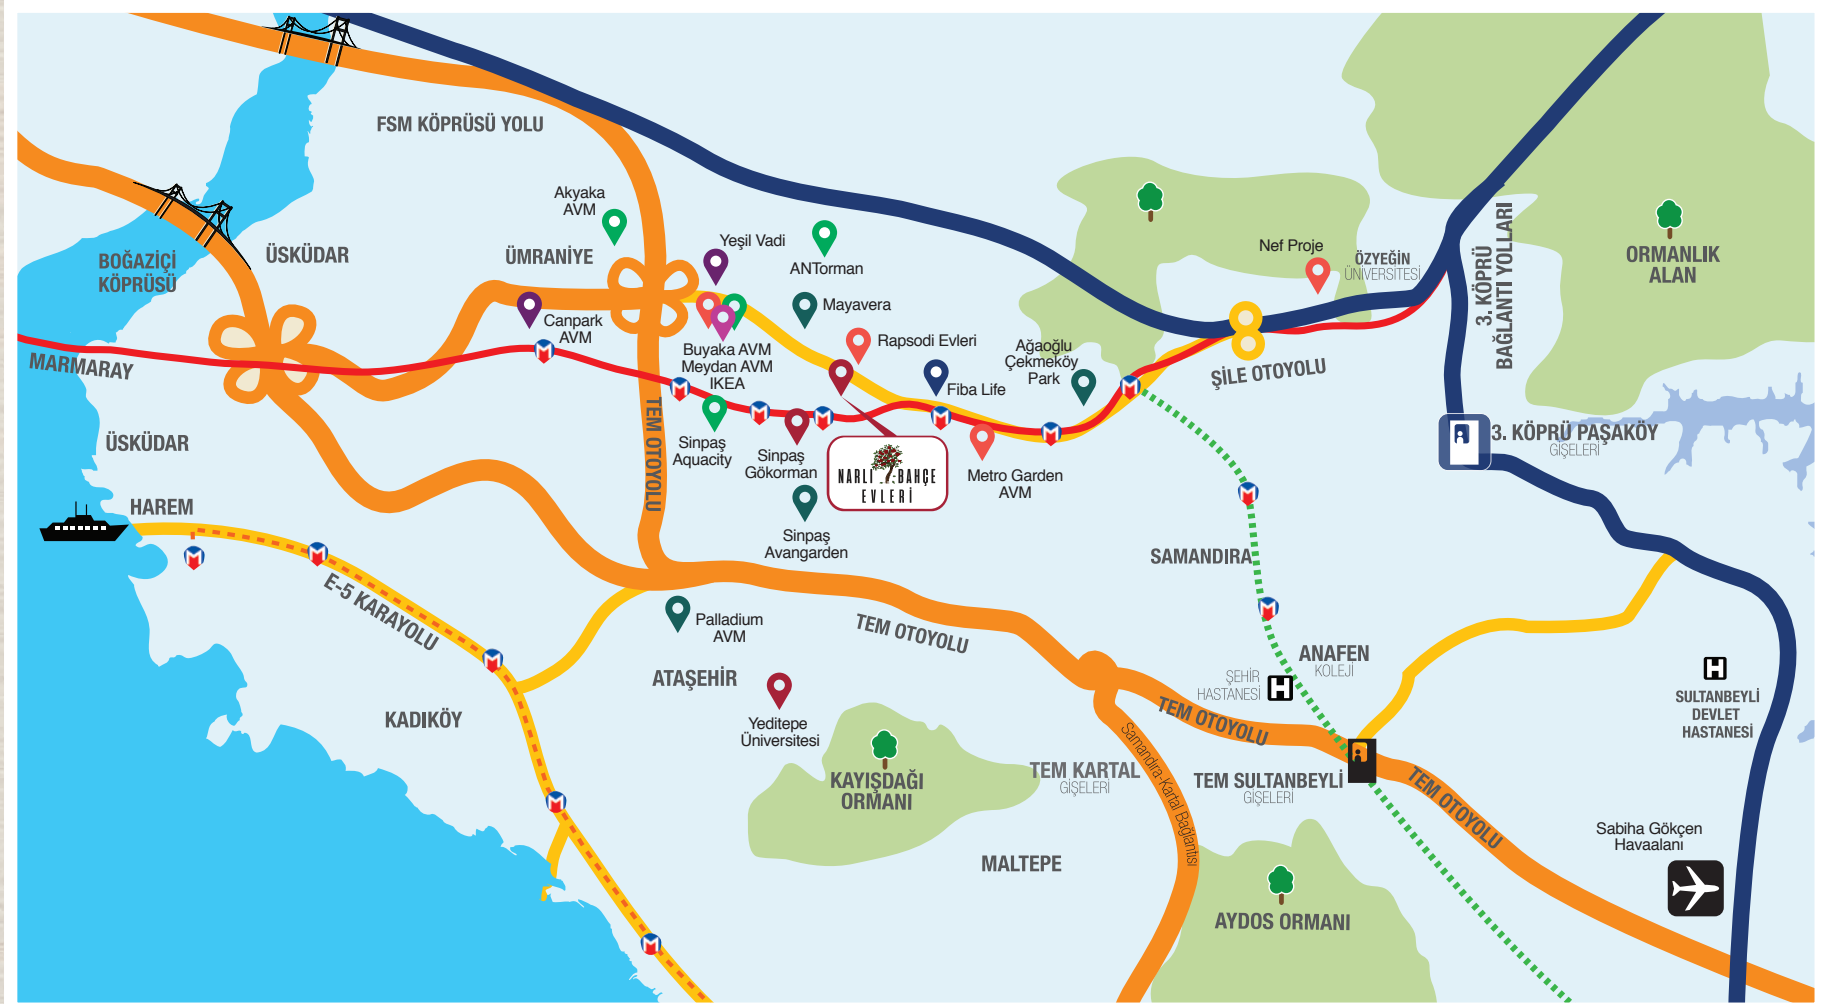 FSM KÖPRÜSÜ YOLU
Akyaka
AVM
Yeşil Vadi
ANTorman
ÜSKÜDAR
ÜMRANİYE
BOĞAZİÇİ
KÖPRÜSÜ
Nef Proje
ÖZYEĞİN
ÜNİVERSİTESİ
3. KÖPRÜ
BAĞLANTI YOLLARI
ORMANLIK
ALAN
Canpark
AVM
Mayavera
Buyaka AVM
Meydan AVM
IKEA
Rapsodi Evleri
Ağaoğlu
Çekmeköy
Park
Fiba Life
ŞİLE OTOYOLU
MARMARAY
TEM OTOYOLU
ÜSKÜDAR
Sinpaş
Aquacity
Sinpaş
Gökorman
NARLI BAHÇE
EVLERİ
Metro Garden
AVM
3. KÖPRÜ PAŞAKÖY
GİŞELERİ
HAREM
Sinpaş
Avangarden
SAMANDIRA
E-5 KARAYOLU
Palladium
AVM
TEM OTOYOLU
ATAŞEHİR
ŞEHİR
HASTANESİ
H
ANAFEN
KOLEJİ
H
SULTANBEYLİ
DEVLET
HASTANESİ
KADIKÖY
Yeditepe
Üniversitesi
TEM OTOYOLU
Samandıra-Kartal Bağlantısı
KAYIŞDAĞI
ORMANI
TEM KARTAL
GİŞELERİ
TEM SULTANBEYLİ
GİŞELERİ
TEM OTOYOLU
Sabiha Gökçen
Havaalanı
MALTEPE
AYDOS ORMANI